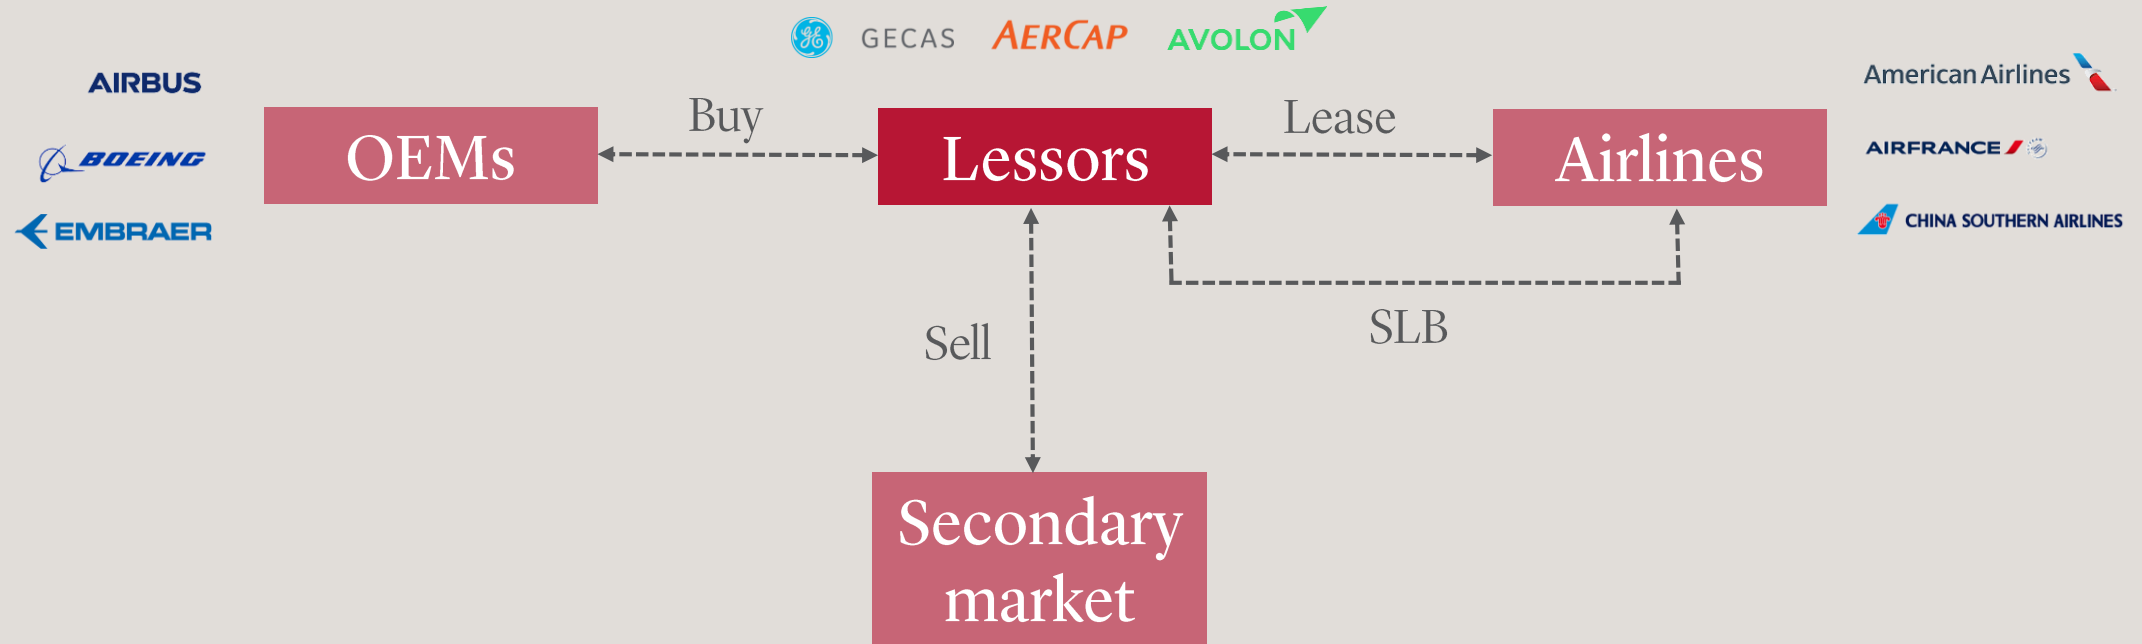 GE GECAS AERCAP AVOLON
AIRBUS
BOEING
EMBRAER
OEMs
Buy
Lessors
Lease
Airlines
American Airlines
AIRFRANCE
CHINA SOUTHERN AIRLINES
Sell
SLB
Secondary
market